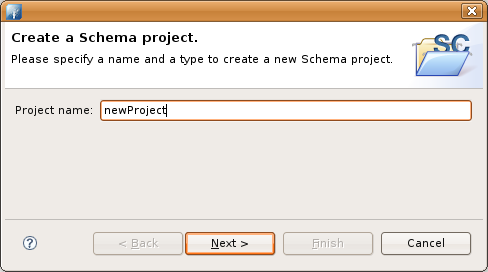 Create a Schema project.
Please specify a name and a type to create a new Schema project.
SC
Project name: newProject
? < Back Next > Finish Cancel